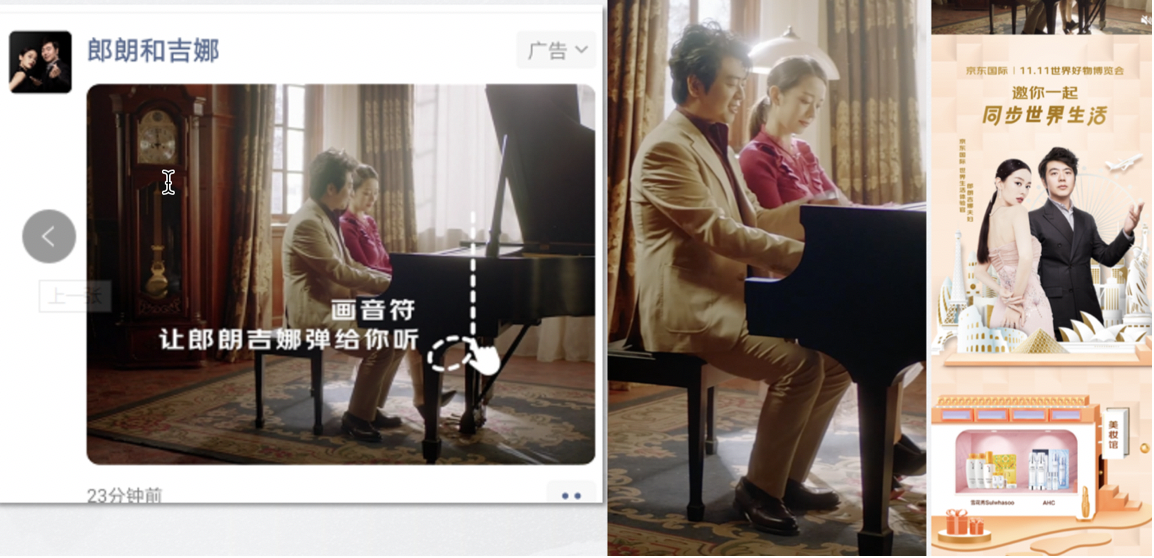 郎朗和吉娜
广告
上一张
画音符
让郎朗吉娜弹给你听
23分钟前
京东国际 | 11.11世界好物博览会
邀你一起
同步世界生活
美妆馆
雪花秀Sulwhasoo
AHC